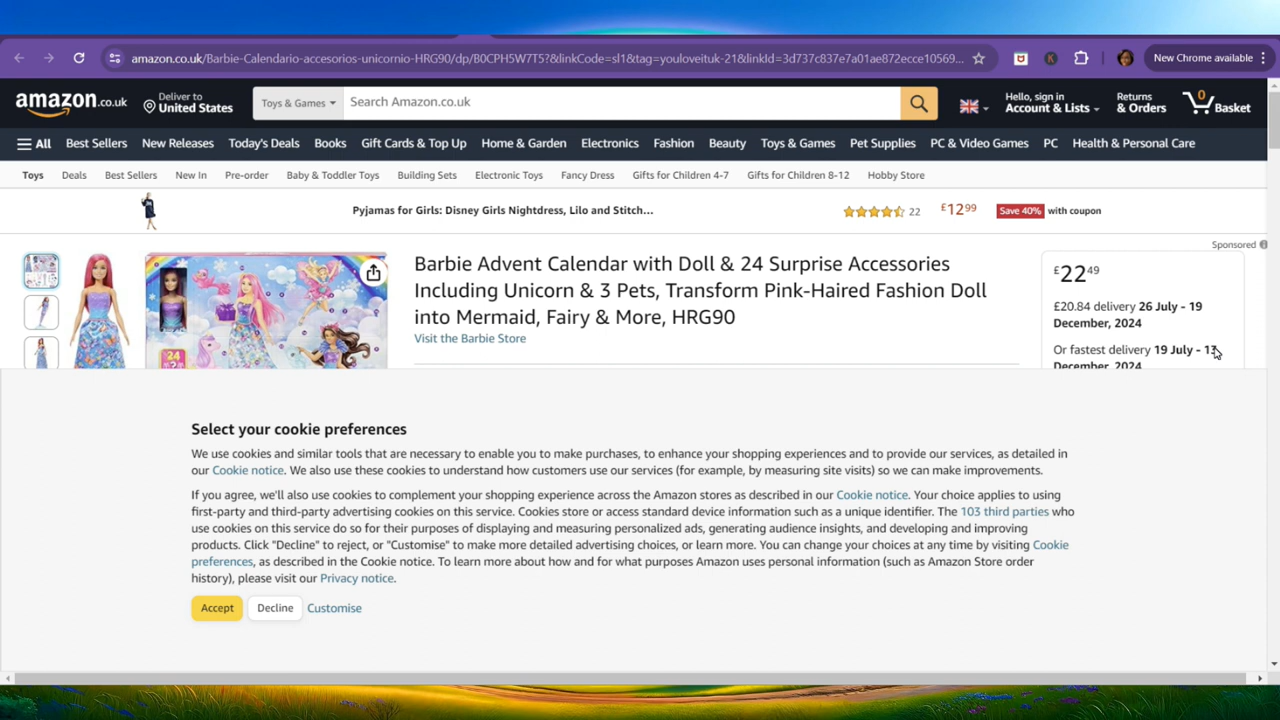 amazon.co.uk/Barbie-Calendario-accesorios-unicornio-HRG90/dp/B0CPH5W7T5?&linkCode=sl1&tag=youloveituk-21&linkId=3d737c837e7a01ae872ecce10569...
New Chrome available
amazon.co.uk
Deliver to
United States
Toys & Games
Search Amazon.co.uk
Hello, sign in
Account & Lists
Returns
& Orders
0
Basket
All
Best Sellers
New Releases
Today's Deals
Books
Gift Cards & Top Up
Home & Garden
Electronics
Fashion
Beauty
Toys & Games
Pet Supplies
PC & Video Games
PC
Health & Personal Care
Toys
Deals
Best Sellers
New In
Pre-order
Baby & Toddler Toys
Building Sets
Electronic Toys
Fancy Dress
Gifts for Children 4-7
Gifts for Children 8-12
Hobby Store
Pyjamas for Girls: Disney Girls Nightdress, Lilo and Stitch...
22
£12.99
Save 40% with coupon
Sponsored
Barbie Advent Calendar with Doll & 24 Surprise Accessories
Including Unicorn & 3 Pets, Transform Pink-Haired Fashion Doll
into Mermaid, Fairy & More, HRG90
Visit the Barbie Store
24
£22.49
£20.84 delivery 26 July - 19
December, 2024
Or fastest delivery 19 July - 13
December, 2024
Select your cookie preferences
We use cookies and similar tools that are necessary to enable you to make purchases, to enhance your shopping experiences and to provide our services, as detailed in
our Cookie notice. We also use these cookies to understand how customers use our services (for example, by measuring site visits) so we can make improvements.
If you agree, we'll also use cookies to complement your shopping experience across the Amazon stores as described in our Cookie notice. Your choice applies to using
first-party and third-party advertising cookies on this service. Cookies store or access standard device information such as a unique identifier. The 103 third parties who
use cookies on this service do so for their purposes of displaying and measuring personalized ads, generating audience insights, and developing and improving
products. Click "Decline" to reject, or "Customise" to make more detailed advertising choices, or learn more. You can change your choices at any time by visiting Cookie
preferences, as described in the Cookie notice. To learn more about how and for what purposes Amazon uses personal information (such as Amazon Store order
history), please visit our Privacy notice.
Accept
Decline
Customise